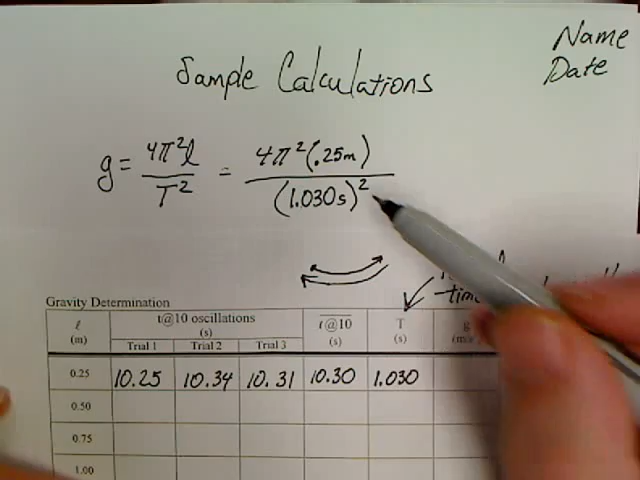 Name
Date
Sample Calculations
g = 4π²l / T² = 4π²(.25m) / (1.030s)²
time
Gravity Determination
ℓ (m) t@10 oscillations (s) t@10 (s) T (s) g
Trial 1 Trial 2 Trial 3
0.25 10.25 10.34 10.31 10.30 1.030
0.50
0.75
1.00